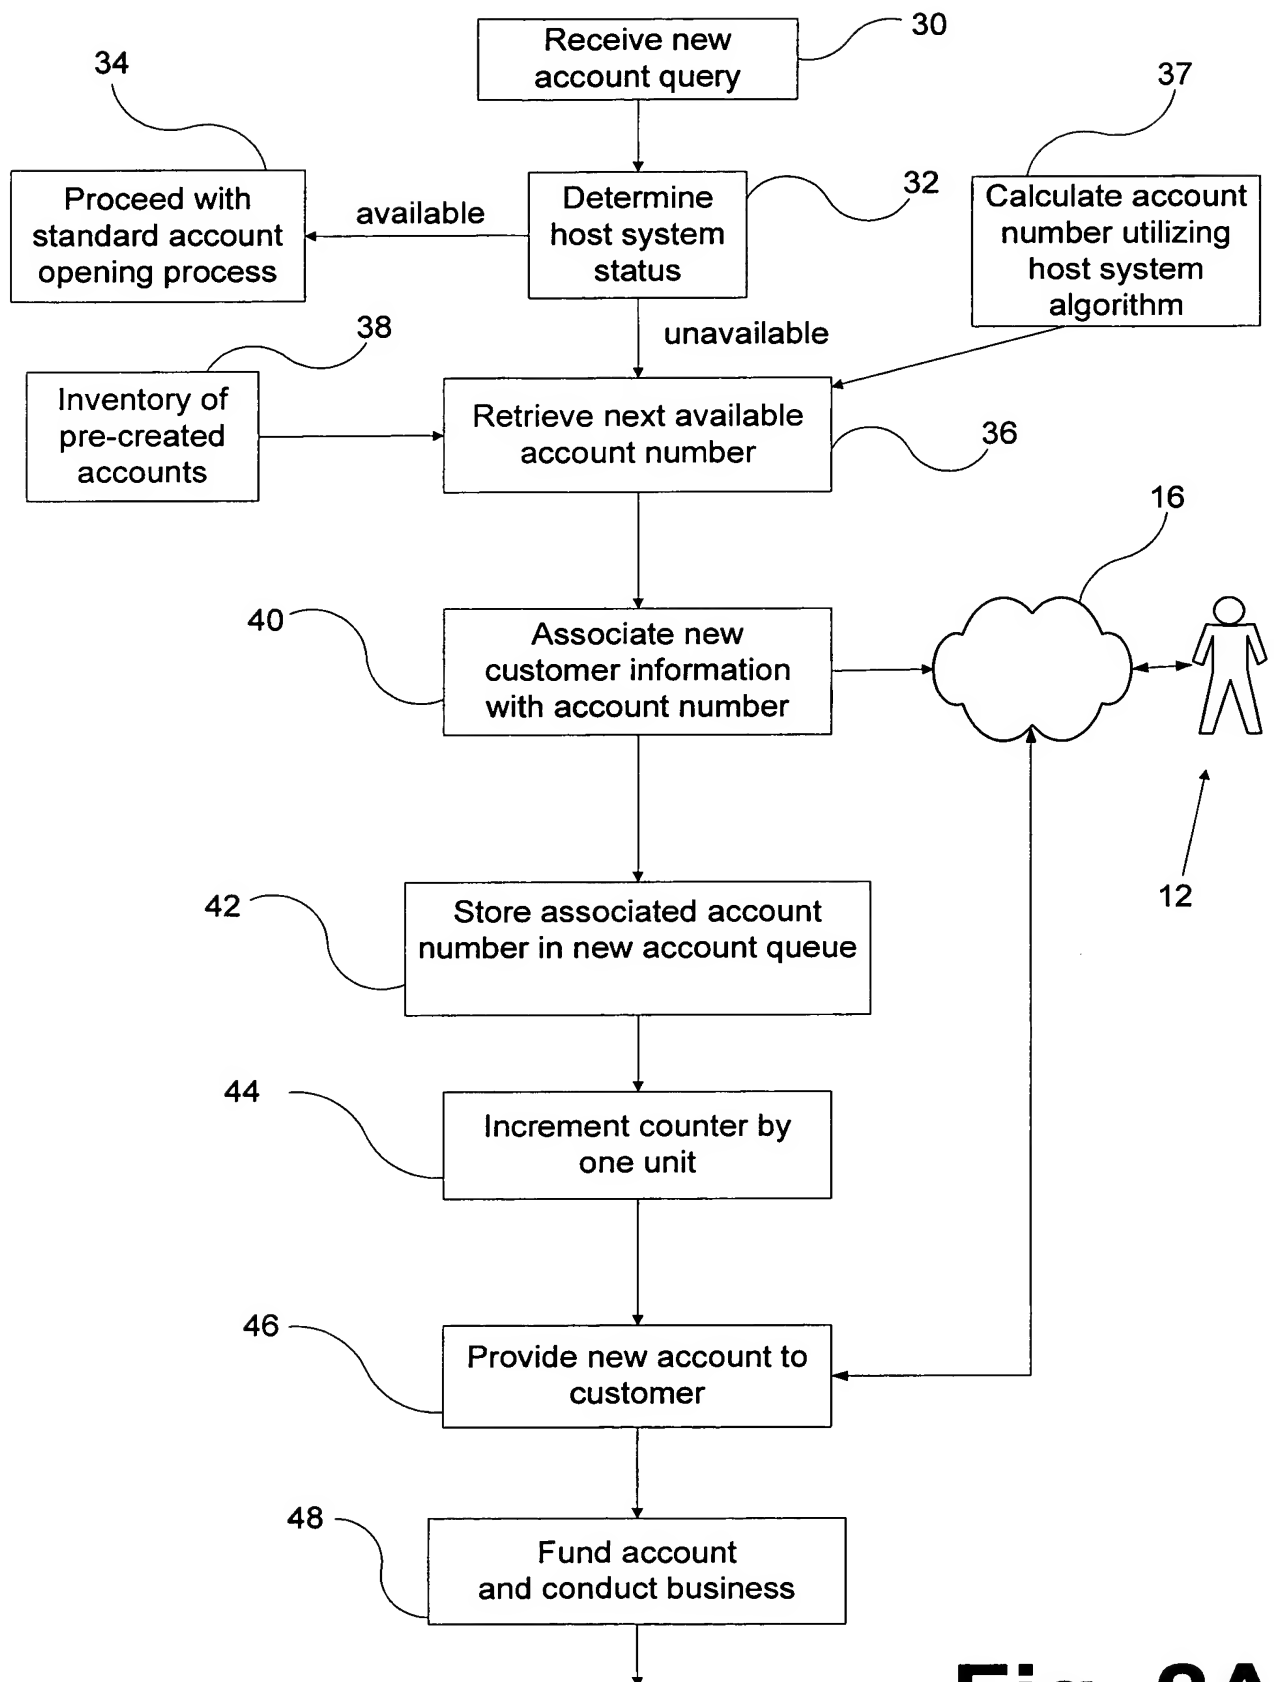 Receive new
account query
30
34
37
Proceed with
standard account
opening process
available
Determine
host system
status
32
Calculate account
number utilizing
host system
algorithm
unavailable
38
Inventory of
pre-created
accounts
Retrieve next available
account number
36
16
40
Associate new
customer information
with account number
12
42
Store associated account
number in new account queue
44
Increment counter by
one unit
46
Provide new account to
customer
48
Fund account
and conduct business